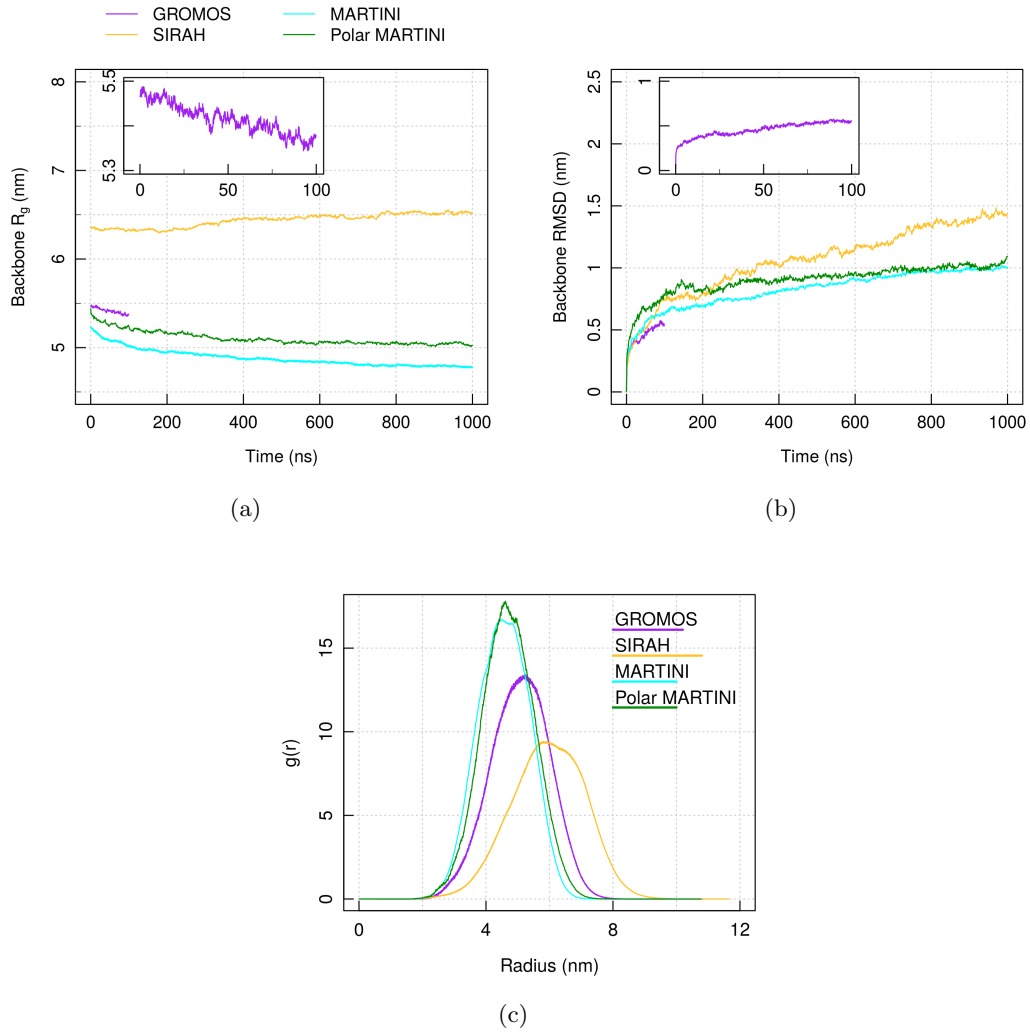 GROMOS
MARTINI
SIRAH
Polar MARTINI
Backbone Rg (nm)
8
7
6
5
5.5
5.3
0
50
100
0
200
400
600
800
1000
Time (ns)
(a)
Backbone RMSD (nm)
2.5
2
1.5
1
0.5
0
1
0
0
50
100
0
200
400
600
800
1000
Time (ns)
(b)
g(r)
15
10
5
0
GROMOS
SIRAH
MARTINI
Polar MARTINI
0
4
8
12
Radius (nm)
(c)